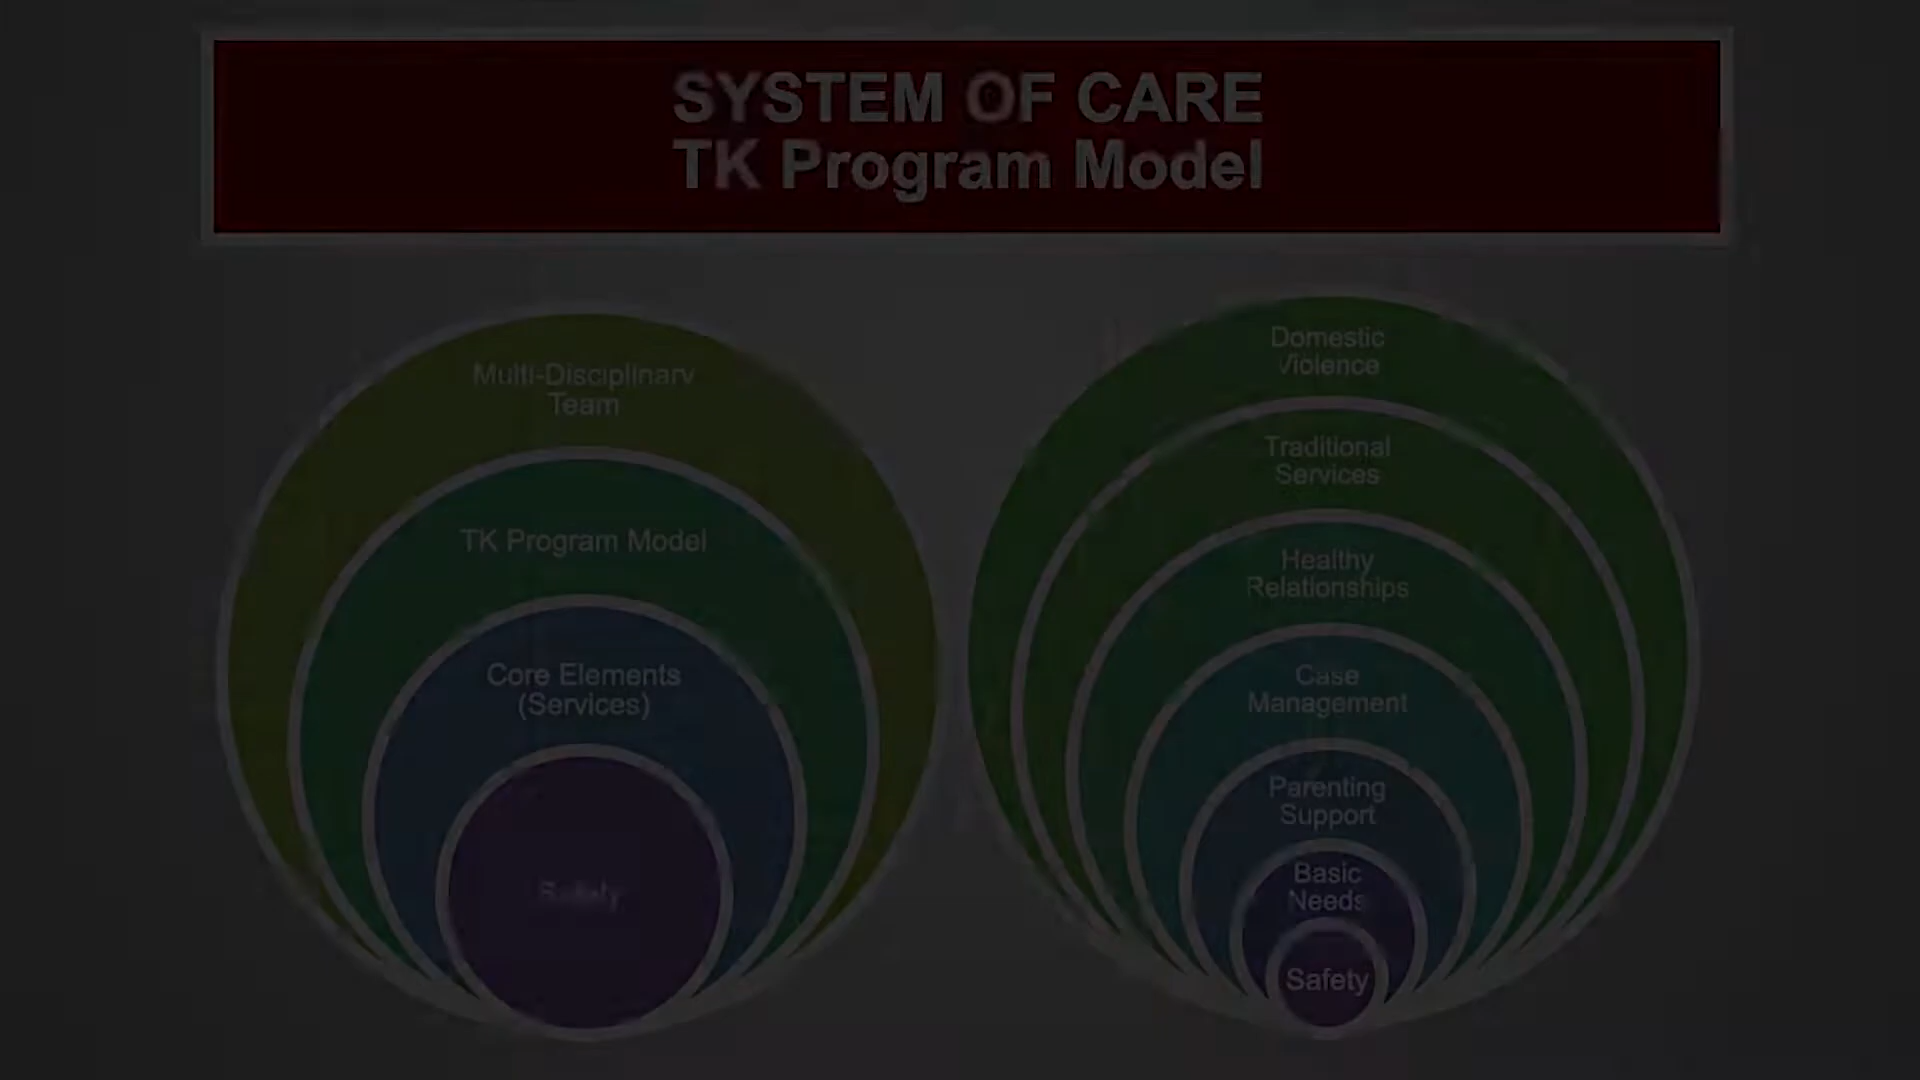 SYSTEM OF CARE
TK Program Model
Multi-Disciplinary
Team
TK Program Model
Core Elements
(Services)
Safety
Domestic
Violence
Traditional
Services
Healthy
Relationships
Case
Management
Parenting
Support
Basic
Needs
Safety